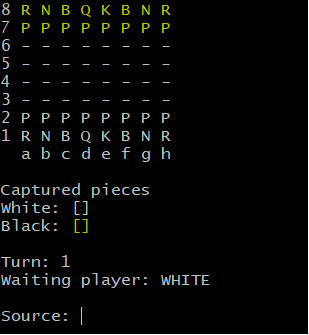 8 R N B Q K B N R
7 P P P P P P P P
6 - - - - - - - -
5 - - - - - - - -
4 - - - - - - - -
3 - - - - - - - -
2 P P P P P P P P
1 R N B Q K B N R
a b c d e f g h
Captured pieces
White: []
Black: []
Turn: 1
Waiting player: WHITE
Source: